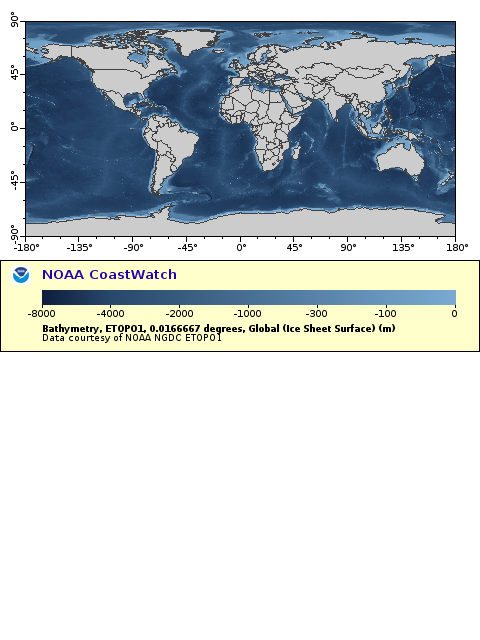 90°
45°
0°
-45°
-90°
-180° -135° -90° -45° 0° 45° 90° 135° 180°
NOAA CoastWatch
-8000 -4000 -2000 -1000 -300 -100 0
Bathymetry, ETOPO1, 0.0166667 degrees, Global (Ice Sheet Surface) (m)
Data courtesy of NOAA NGDC ETOPO1